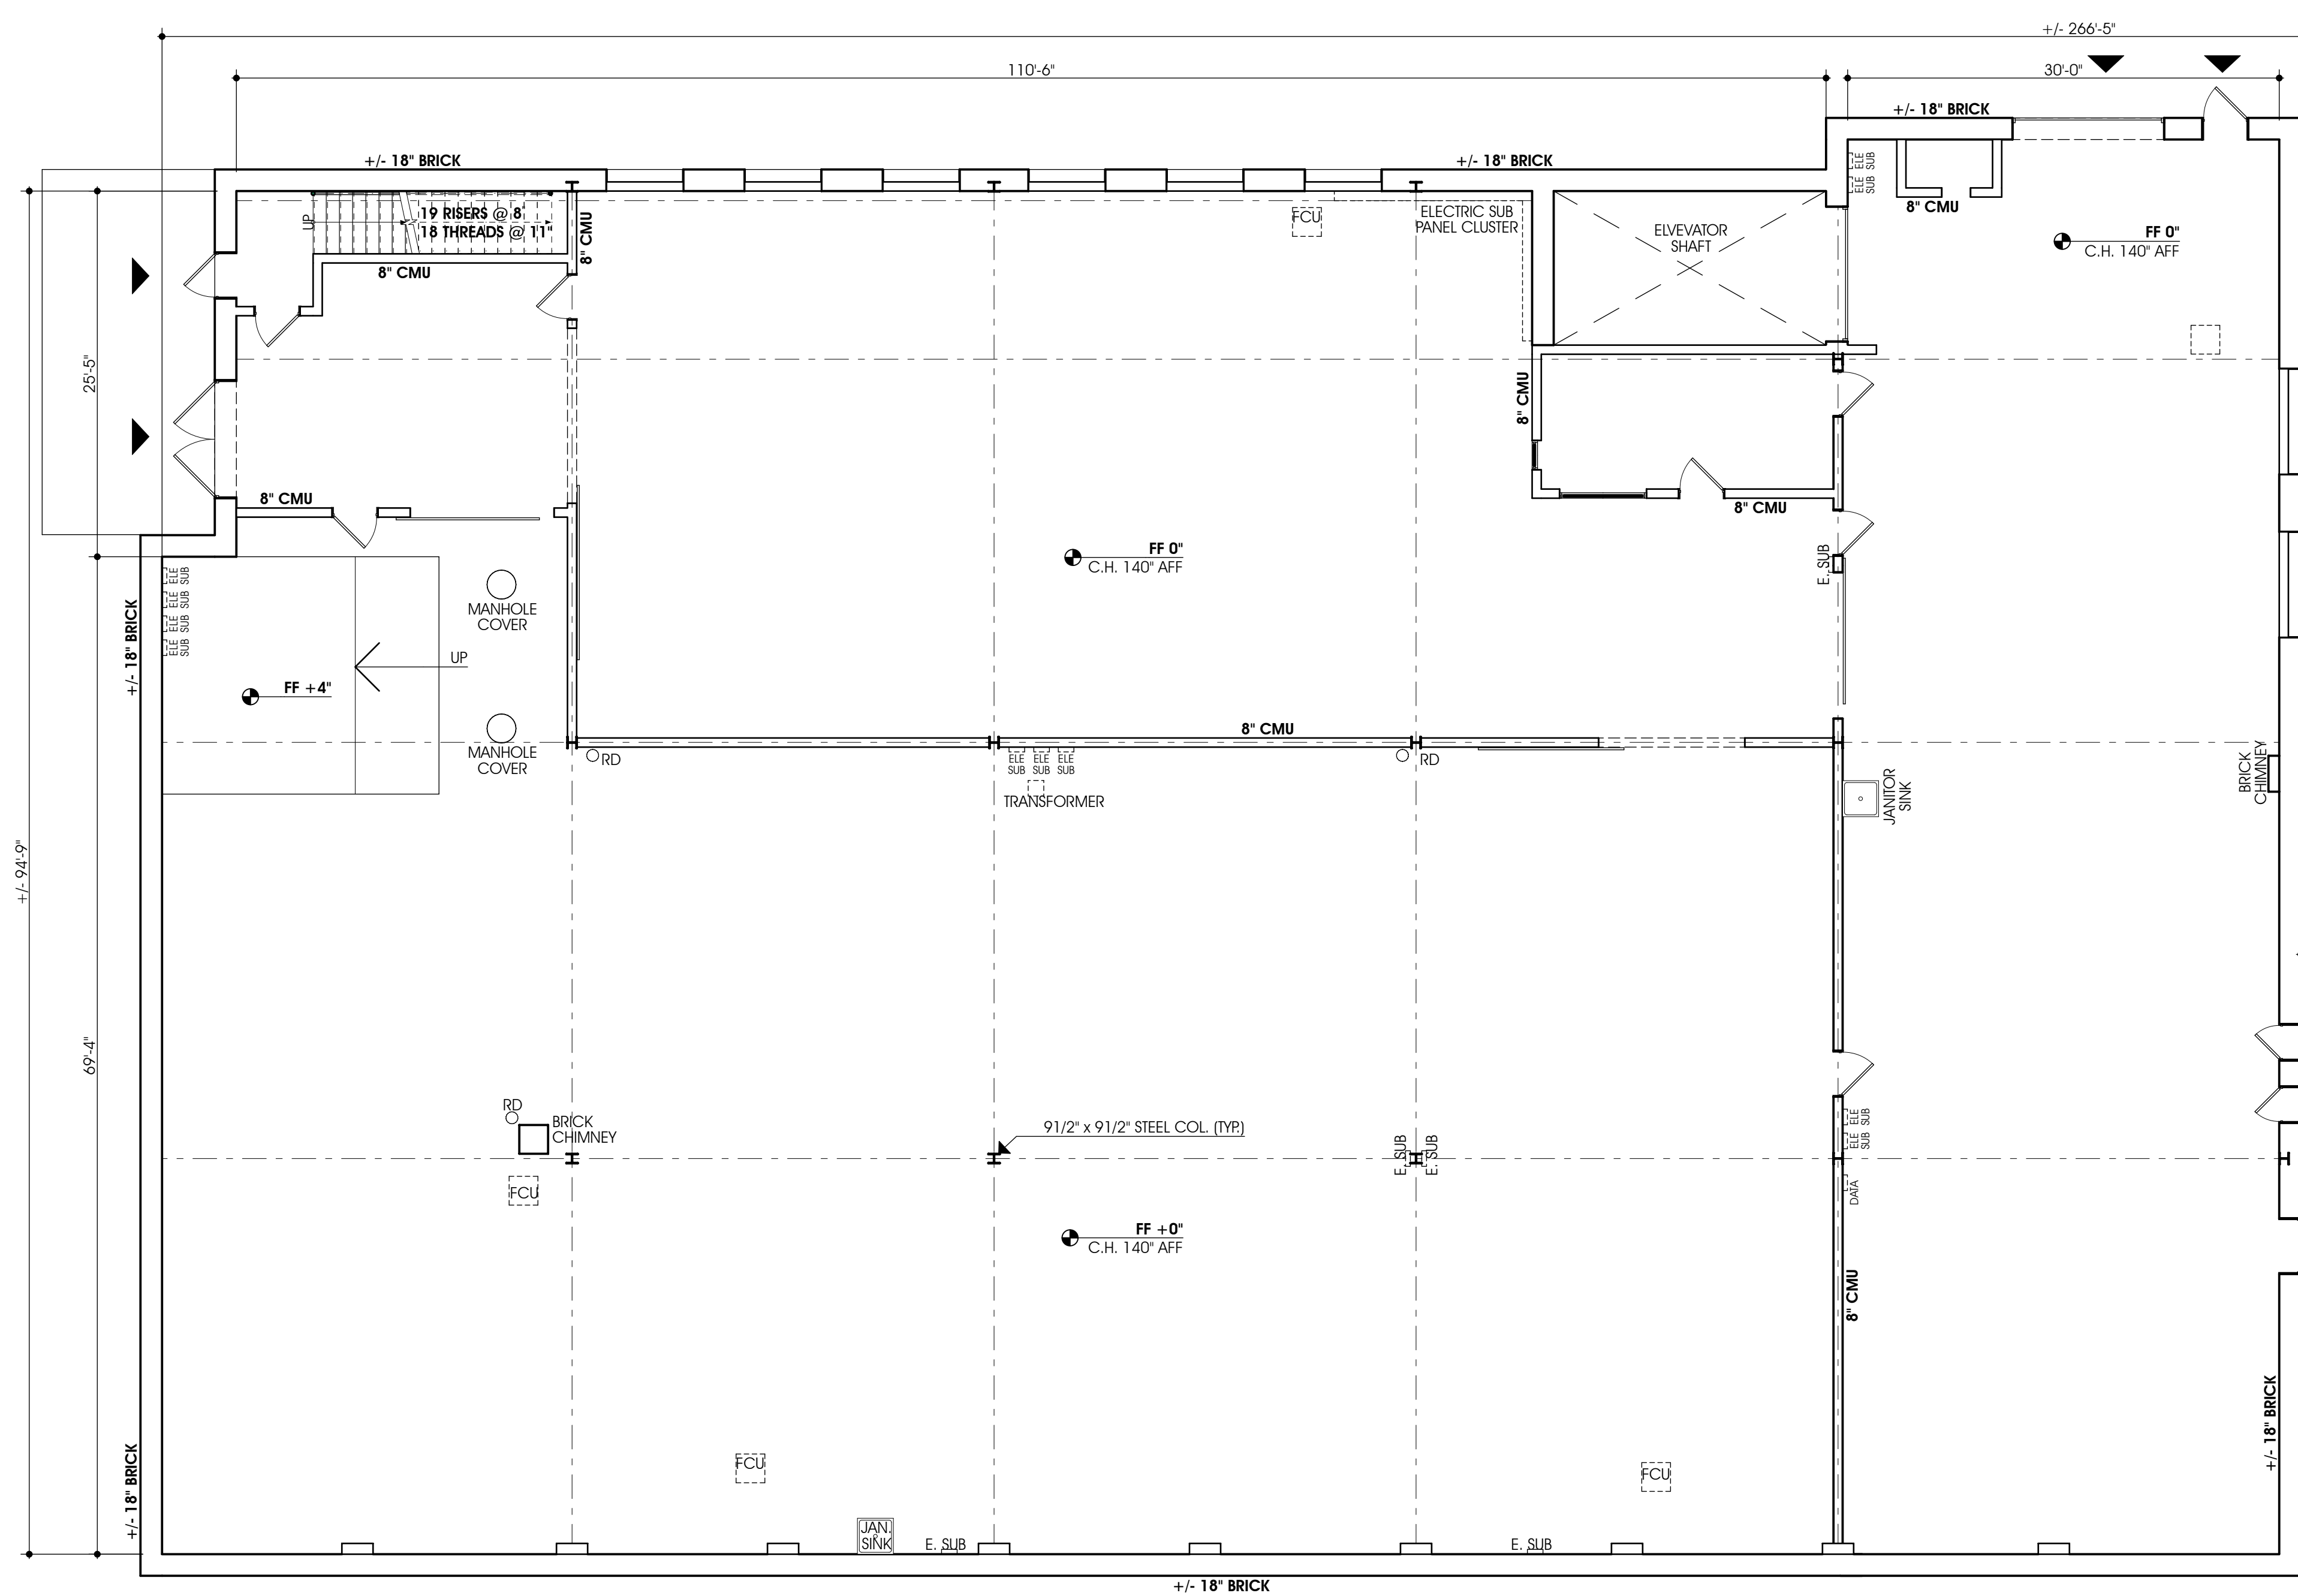 +/- 266'-5"
110'-6"
30'-0"
+/- 18" BRICK
+/- 18" BRICK
+/- 18" BRICK
ELE
SUB
ELE
SUB
8" CMU
UP
19 RISERS @ 8"
18 THREADS @ 11"
8" CMU
8" CMU
FCU
ELECTRIC SUB
PANEL CLUSTER
ELVEVATOR
SHAFT
FF 0"
C.H. 140" AFF
25'-5"
8" CMU
8" CMU
8" CMU
FF 0"
C.H. 140" AFF
E. SUB
ELE
SUB
ELE
SUB
ELE
SUB
ELE
SUB
+/- 18" BRICK
MANHOLE
COVER
UP
FF +4"
MANHOLE
COVER
8" CMU
RD
ELE
SUB
ELE
SUB
ELE
SUB
TRANSFORMER
RD
JANITOR
SINK
BRICK
CHIMNEY
+/- 94'-9"
69'-4"
RD
BRICK
CHIMNEY
FCU
91/2" x 91/2" STEEL COL. (TYP.)
E. SUB
E. SUB
ELE
SUB
ELE
SUB
DATA
FF +0"
C.H. 140" AFF
8" CMU
+/- 18" BRICK
+/- 18" BRICK
FCU
FCU
JAN.
SINK
E. SUB
E. SUB
+/- 18" BRICK